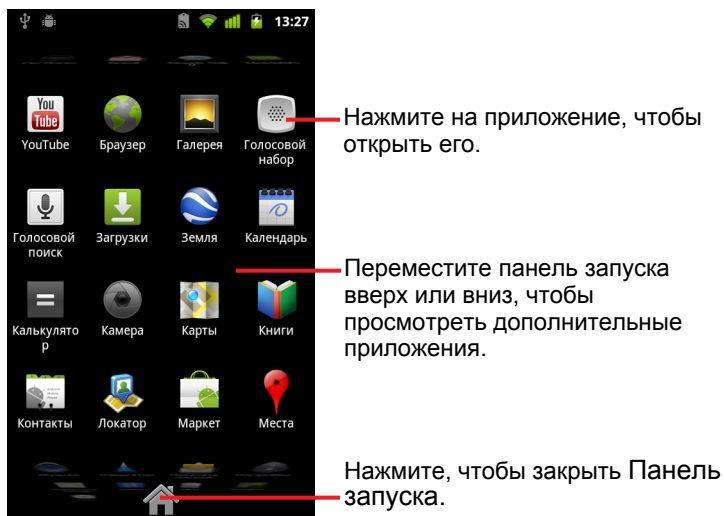 13:27
You
Tube
YouTube Браузер Галерея Голосовой
набор
Нажмите на приложение, чтобы
открыть его.
Голосовой Загрузки Земля Календарь
поиск
Переместите панель запуска
вверх или вниз, чтобы
просмотреть дополнительные
приложения.
Калькулято Камера Карты Книги
р
Контакты Локатор Маркет Места
Нажмите, чтобы закрыть Панель
запуска.